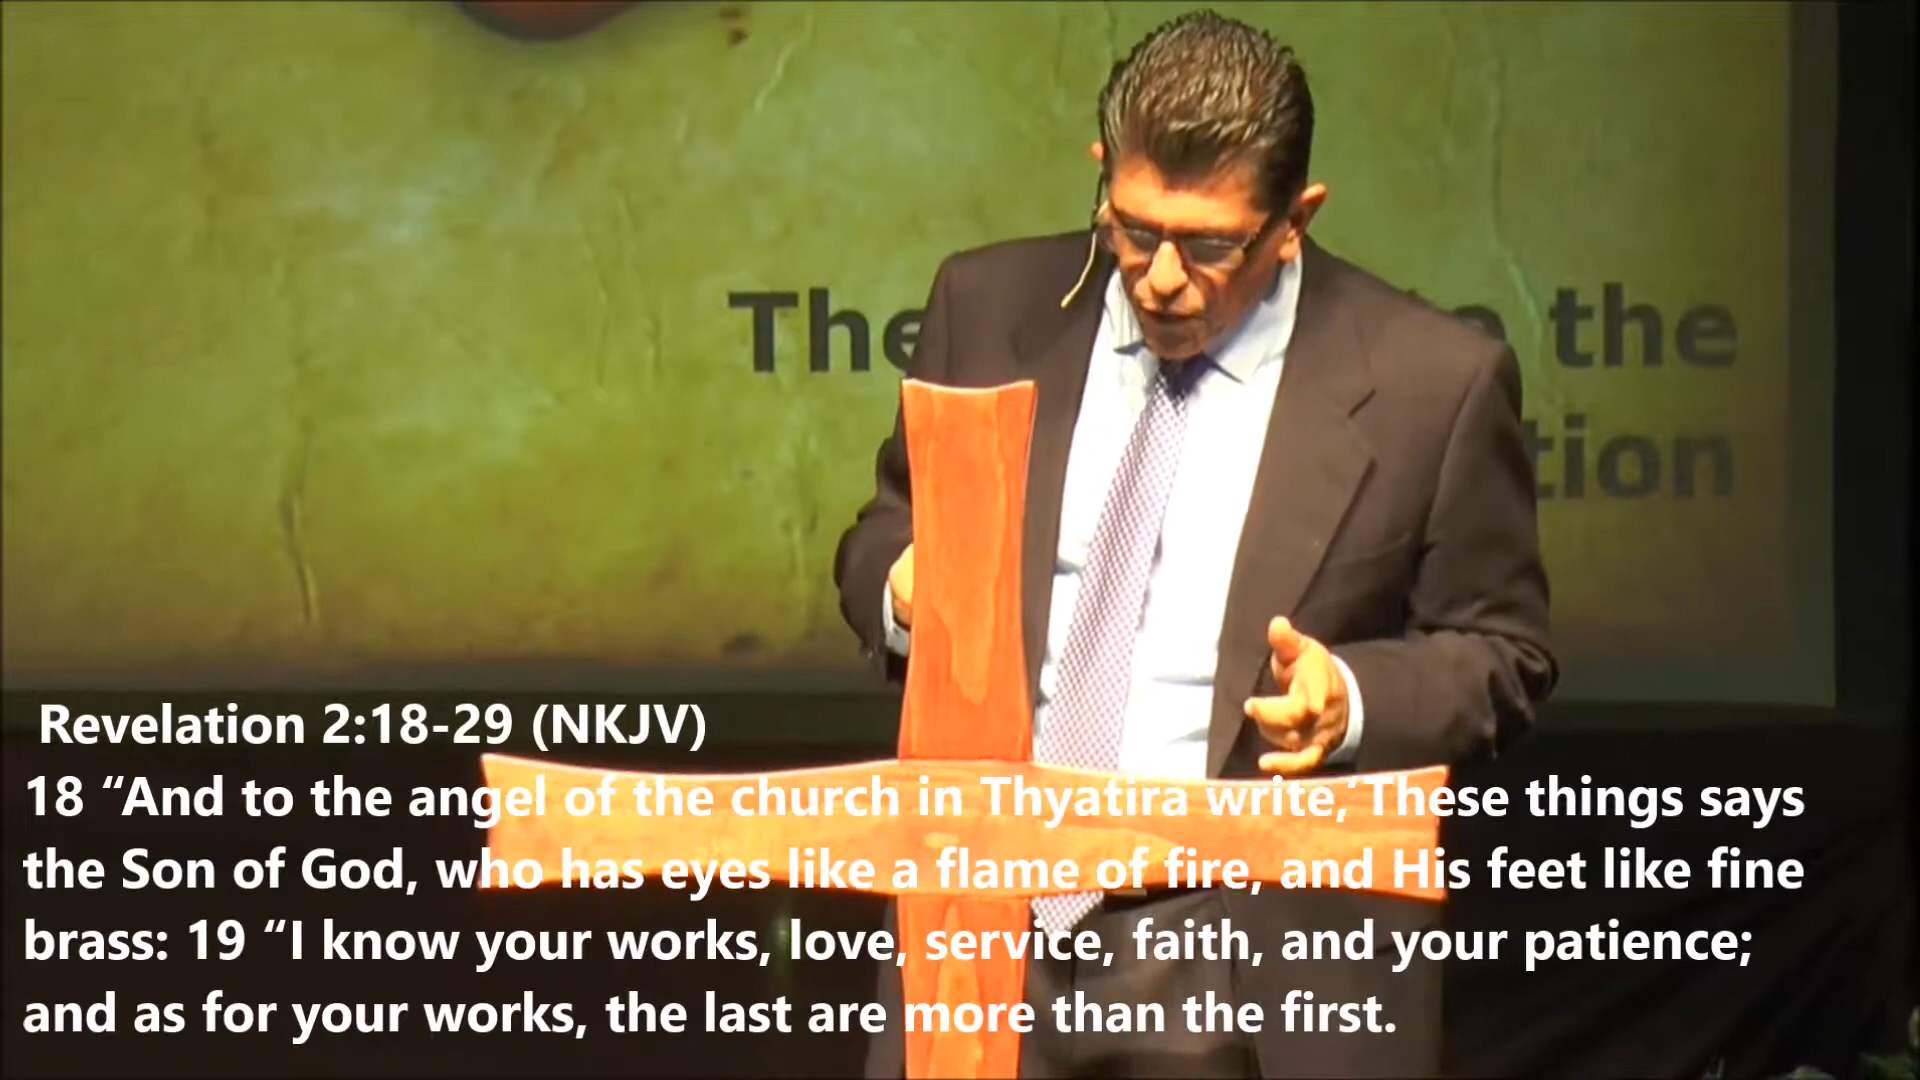 The the
tion
Revelation 2:18-29 (NKJV)
18 “And to the angel of the church in Thyatira write,‘These things says
the Son of God, who has eyes like a flame of fire, and His feet like fine
brass: 19 “I know your works, love, service, faith, and your patience;
and as for your works, the last are more than the first.